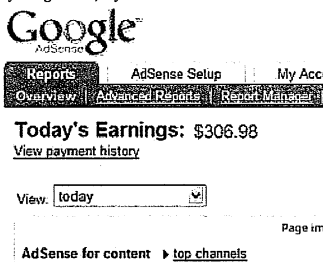 Google
AdSense
Reports AdSense Setup My Acc
Overview | Advanced Reports | Report Manager
Today's Earnings: $306.98
View payment history
View: today
Page im
AdSense for content top channels